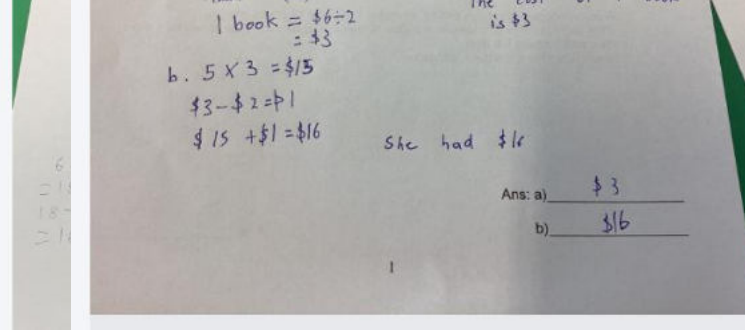 1 book = $6÷2
= $3
is $3
b. 5 X 3 = $15
$3 - $2 = $1
$15 + $1 = $16
She had $16
Ans: a) $3
b) $16
1